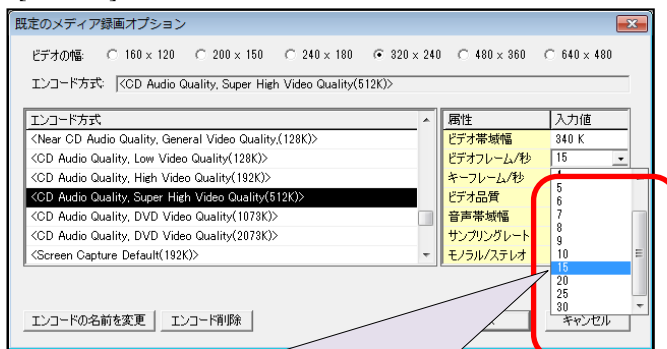 既定のメディア録画オプション
ビデオの幅: 160 x 120 200 x 150 240 x 180 320 x 240 480 x 360 640 x 480
エンコード方式: <CD Audio Quality, Super High Video Quality(512K)>
エンコード方式 属性 入力値
<Near CD Audio Quality, General Video Quality,(128K)> ビデオ帯域幅 340 K
<CD Audio Quality, Low Video Quality(128K)> ビデオフレーム/秒 15
<CD Audio Quality, High Video Quality(192K)> キーフレーム/秒
<CD Audio Quality, Super High Video Quality(512K)> ビデオ品質
<CD Audio Quality, DVD Video Quality(1073K)> 音声帯域幅
<CD Audio Quality, DVD Video Quality(2073K)> サンプリングレート
<Screen Capture Default(192K)> モノラル/ステレオ
5
6
7
8
9
10
15
20
25
30
エンコードの名前を変更 エンコード削除 キャンセル